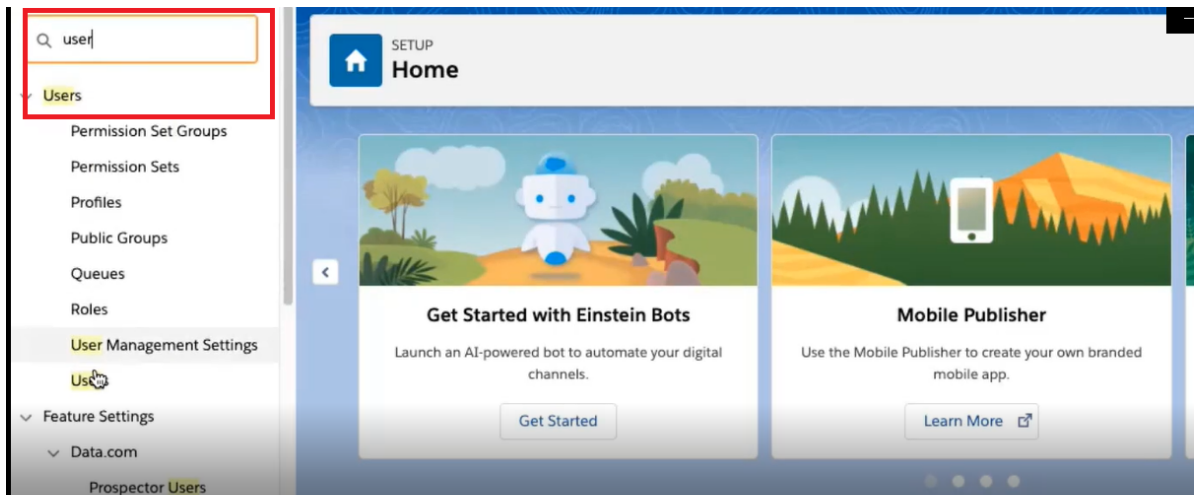 user
Users
Permission Set Groups
Permission Sets
Profiles
Public Groups
Queues
Roles
User Management Settings
Feature Settings
Data.com
Prospector Users
SETUP
Home
Get Started with Einstein Bots
Launch an AI-powered bot to automate your digital
channels.
Get Started
Mobile Publisher
Use the Mobile Publisher to create your own branded
mobile app.
Learn More